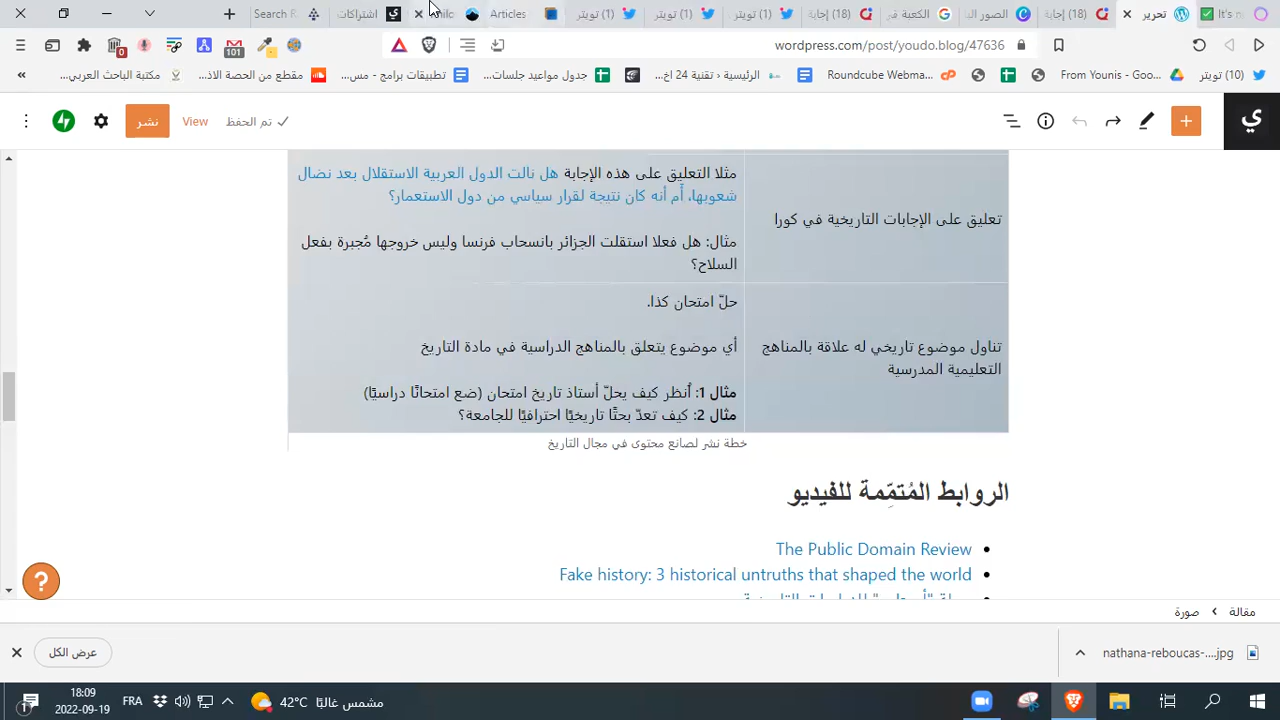 It's n
تحرير
(18) إجابة
الصور الب
الكعبة في
(18) إجابة
(1) تويتر
(1) تويتر
(1) تويتر
Articles
اشتراكات
Search R
wordpress.com/post/youdo.blog/47636
101
(10) تويتر
From Younis - Goo...
Roundcube Webma...
الرئيسية › تقنية 24 اخ...
جدول مواعيد جلسات...
تطبيقات برامج - مس...
مقطع من الحصة الاذ...
مكتبة الباحث العربي...
»
ي
تم الحفظ
View
نشر
تعليق على الإجابات التاريخية في كورا
مثلا التعليق على هذه الإجابة هل نالت الدول العربية الاستقلال بعد نضال
شعوبها، أم أنه كان نتيجة لقرار سياسي من دول الاستعمار؟
مثال: هل فعلا استقلت الجزائر بانسحاب فرنسا وليس خروجها مُجبرة بفعل
السلاح؟
تناول موضوع تاريخي له علاقة بالمناهج
التعليمية المدرسية
حلّ امتحان كذا.
أي موضوع يتعلق بالمناهج الدراسية في مادة التاريخ
مثال 1: أنظر كيف يحلّ أستاذ تاريخ امتحان (ضع امتحانًا دراسيًا)
مثال 2: كيف تعدّ بحثًا تاريخيًا احترافيًا للجامعة؟
خطة نشر لصانع محتوى في مجال التاريخ
الروابط المُتمِّمة للفيديو
The Public Domain Review
Fake history: 3 historical untruths that shaped the world
مقالة › صورة
nathana-reboucas-....jpg
عرض الكل
18:09
2022-09-19
FRA
42°C مشمس غالبًا